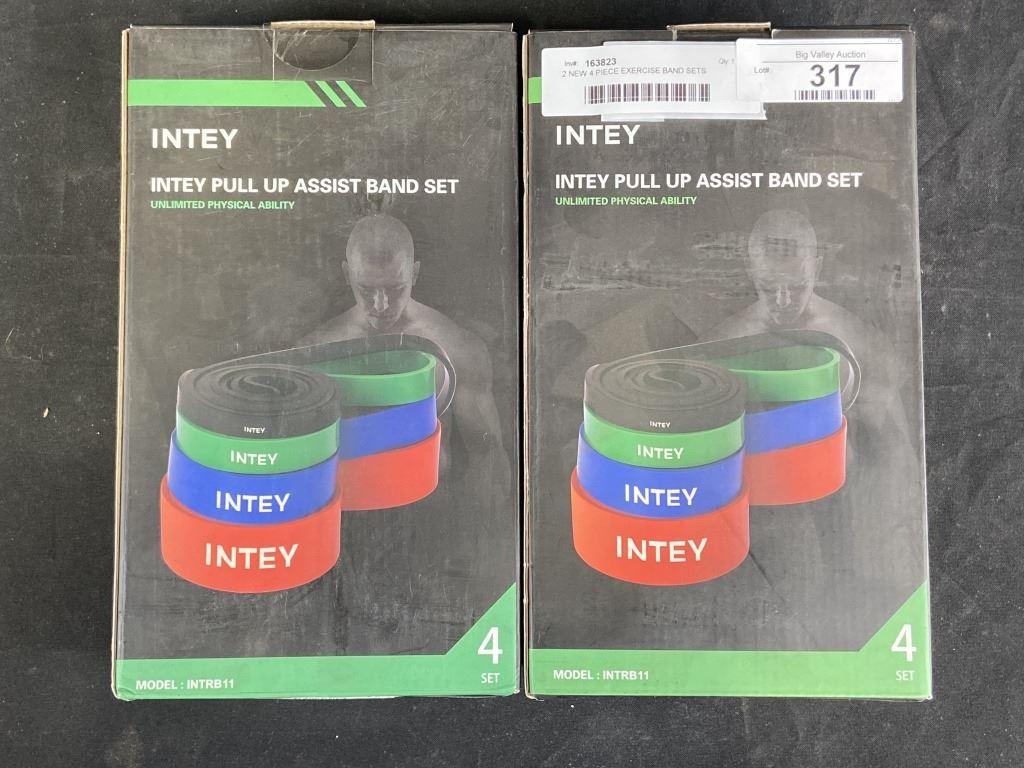 INTEY
INTEY PULL UP ASSIST BAND SET
UNLIMITED PHYSICAL ABILITY
INTEY
INTEY
INTEY
INTEY
4
SET
MODEL : INTRB11
Inv#: 163823 Qty: 1
2 NEW 4 PIECE EXERCISE BAND SETS
Big Valley Auction
Lot#: 317
INTEY
INTEY PULL UP ASSIST BAND SET
UNLIMITED PHYSICAL ABILITY
INTEY
INTEY
INTEY
INTEY
4
SET
MODEL : INTRB11